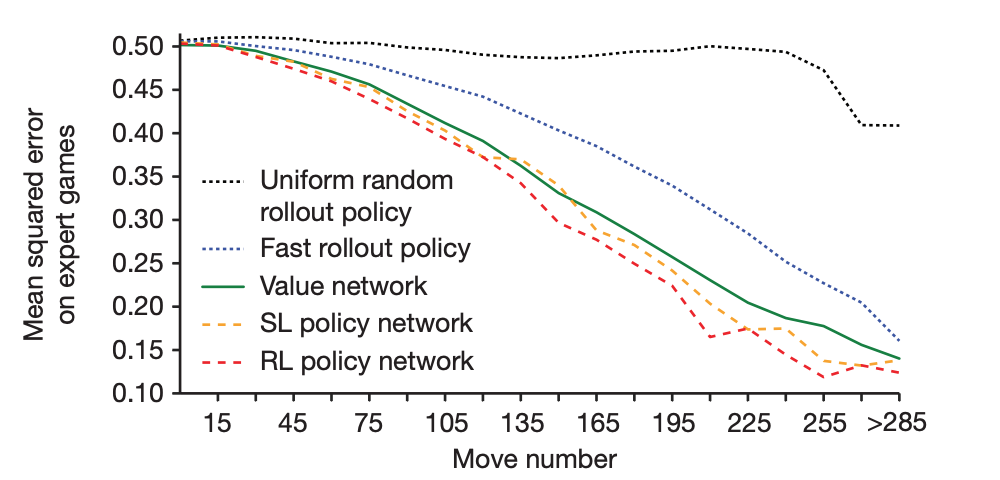 Mean squared error
on expert games
0.50
0.45
0.40
0.35
0.30
0.25
0.20
0.15
0.10
Uniform random
rollout policy
Fast rollout policy
Value network
SL policy network
RL policy network
15 45 75 105 135 165 195 225 255 >285
Move number